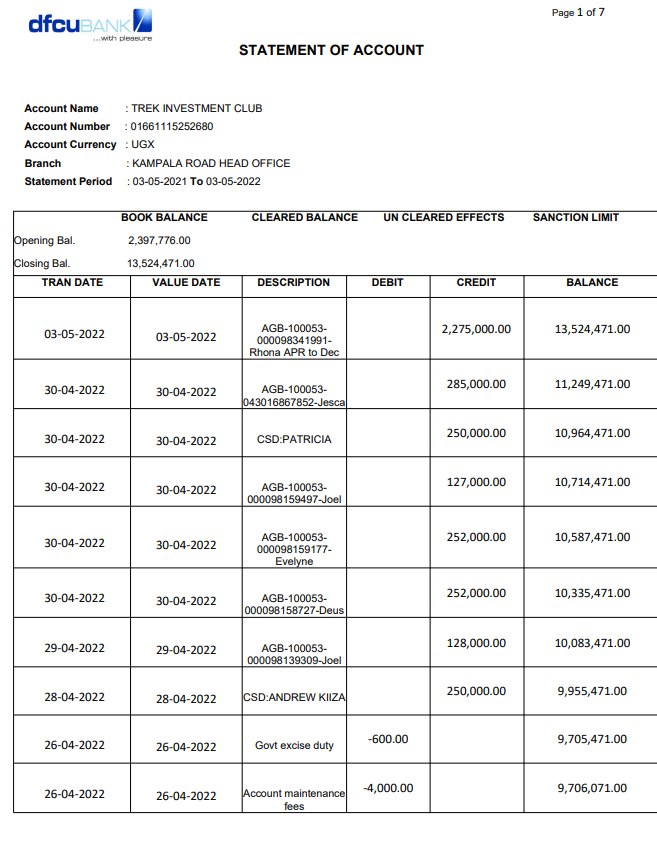 Page 1 of 7
dfcuBANK
...with pleasure
STATEMENT OF ACCOUNT
Account Name : TREK INVESTMENT CLUB
Account Number : 01661115252680
Account Currency : UGX
Branch : KAMPALA ROAD HEAD OFFICE
Statement Period : 03-05-2021 To 03-05-2022
BOOK BALANCE CLEARED BALANCE UN CLEARED EFFECTS SANCTION LIMIT
Opening Bal. 2,397,776.00
Closing Bal. 13,524,471.00
TRAN DATE VALUE DATE DESCRIPTION DEBIT CREDIT BALANCE
03-05-2022 03-05-2022 AGB-100053- 2,275,000.00 13,524,471.00
000098341991-
Rhona APR to Dec
30-04-2022 30-04-2022 AGB-100053- 285,000.00 11,249,471.00
043016867852-Jesca
30-04-2022 30-04-2022 CSD:PATRICIA 250,000.00 10,964,471.00
30-04-2022 30-04-2022 AGB-100053- 127,000.00 10,714,471.00
000098159497-Joel
30-04-2022 30-04-2022 AGB-100053- 252,000.00 10,587,471.00
000098159177-
Evelyne
30-04-2022 30-04-2022 AGB-100053- 252,000.00 10,335,471.00
000098158727-Deus
29-04-2022 29-04-2022 AGB-100053- 128,000.00 10,083,471.00
000098139309-Joel
28-04-2022 28-04-2022 CSD:ANDREW KIIZA 250,000.00 9,955,471.00
26-04-2022 26-04-2022 Govt excise duty -600.00 9,705,471.00
26-04-2022 26-04-2022 Account maintenance -4,000.00 9,706,071.00
fees